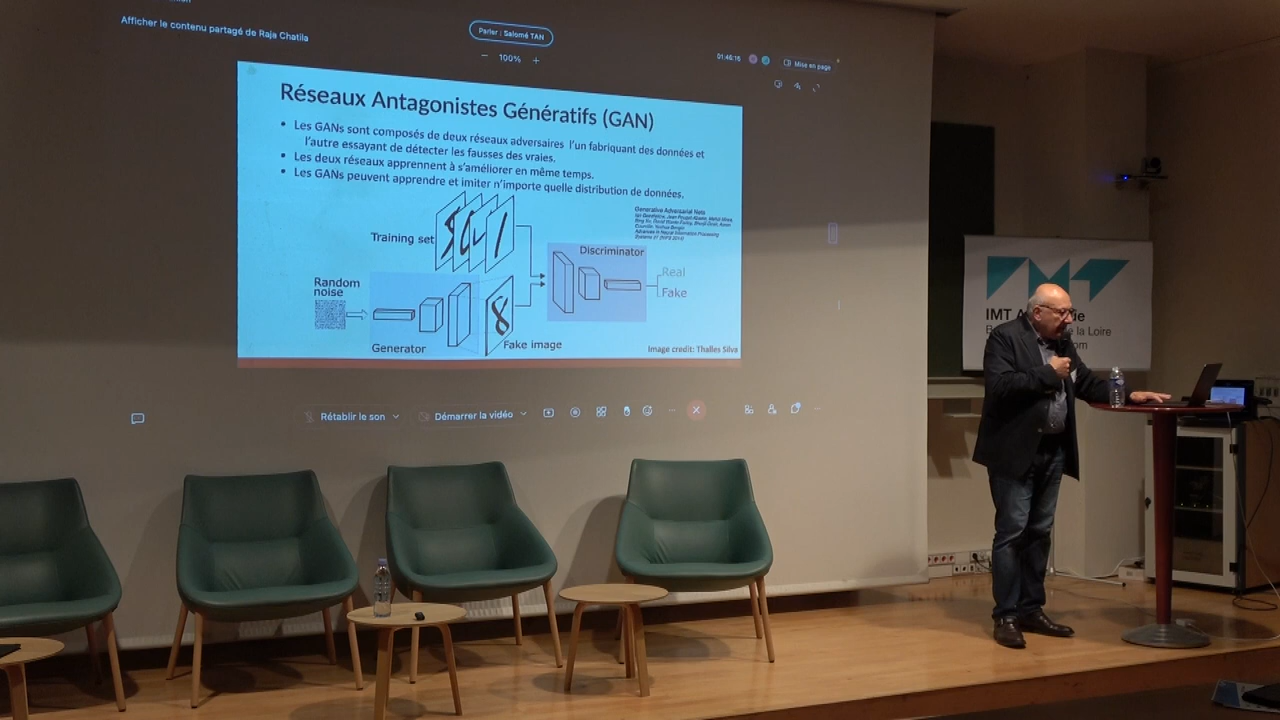 Afficher le contenu partagé de Raja Chatila
Parler : Salomé TAN
100%
01:46:16
Mise en page
Réseaux Antagonistes Génératifs (GAN)
• Les GANs sont composés de deux réseaux adversaires l'un fabriquant des données et
l'autre essayant de détecter les fausses des vraies.
• Les deux réseaux apprennent à s'améliorer en même temps.
• Les GANs peuvent apprendre et imiter n'importe quelle distribution de données.
Generative Adversarial Nets
Training set
Discriminator
Real
Fake
Random
noise
8
Generator
Fake image
Image credit: Thalles Silva
Rétablir le son
Démarrer la vidéo
IMT
de la Loire